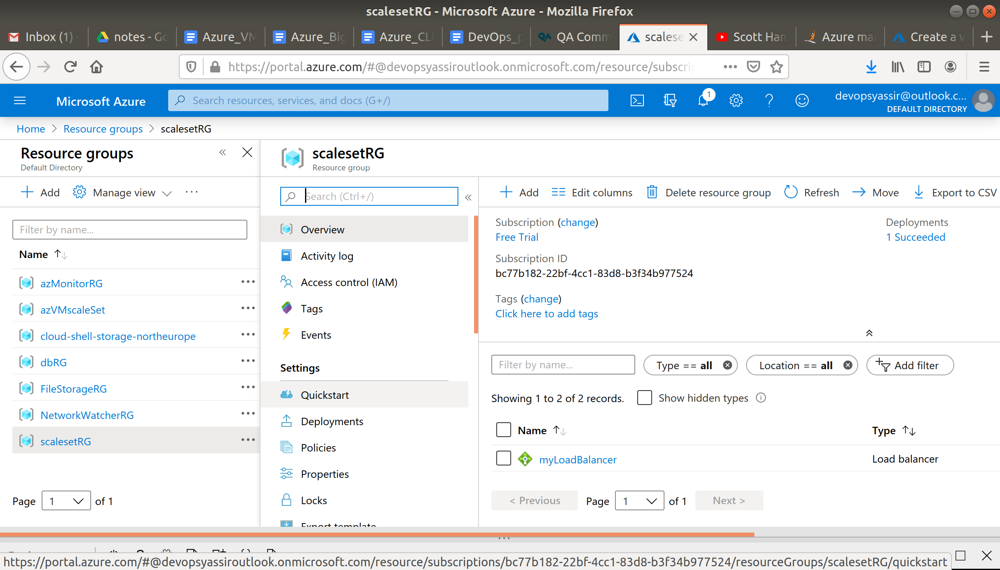 scalesetRG - Microsoft Azure - Mozilla Firefox
Inbox (1) -
notes - Go
Azure_VM
Azure_Big
Azure_CLI
DevOps_p
QA Comm
scalese
Scott Han
Azure mac
Create a v
https://portal.azure.com/#@devopsyassiroutlook.onmicrosoft.com/resource/subscrip
Microsoft Azure
Search resources, services, and docs (G+/)
1
devopsyassir@outlook.c...
DEFAULT DIRECTORY
Home > Resource groups > scalesetRG
Resource groups
Default Directory
Add
Manage view
Filter by name...
Name
azMonitorRG
azVMscaleSet
cloud-shell-storage-northeurope
dbRG
FileStorageRG
NetworkWatcherRG
scalesetRG
Page 1 of 1
scalesetRG
Resource group
Search (Ctrl+/)
Overview
Activity log
Access control (IAM)
Tags
Events
Settings
Quickstart
Deployments
Policies
Properties
Locks
Export template
Add
Edit columns
Delete resource group
Refresh
Move
Export to CSV
Subscription (change)
Free Trial
Deployments
1 Succeeded
Subscription ID
bc77b182-22bf-4cc1-83d8-b3f34b977524
Tags (change)
Click here to add tags
Filter by name...
Type == all
Location == all
Add filter
Showing 1 to 2 of 2 records.
Show hidden types
Name
Type
myLoadBalancer
Load balancer
< Previous
Page 1 of 1
Next >
https://portal.azure.com/#@devopsyassiroutlook.onmicrosoft.com/resource/subscriptions/bc77b182-22bf-4cc1-83d8-b3f34b977524/resourceGroups/scalesetRG/quickstart